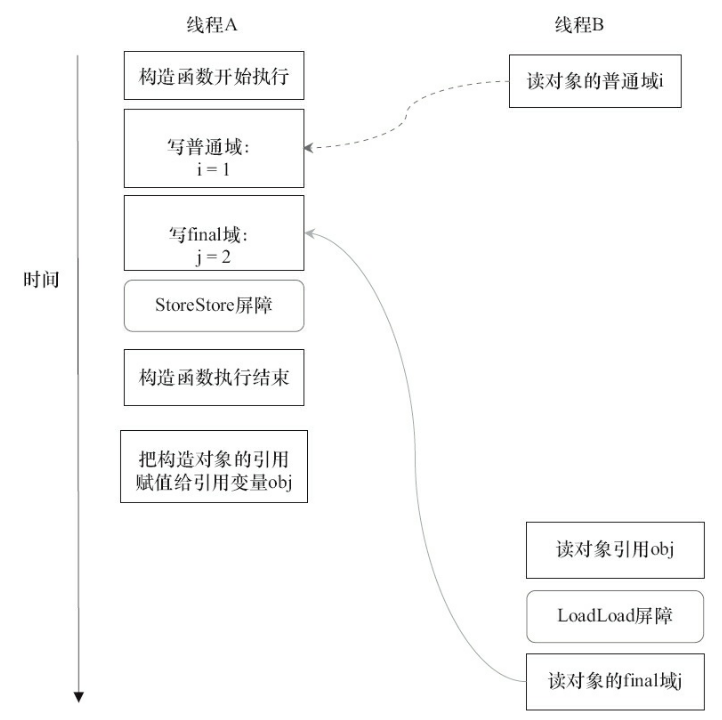 线程A
线程B
构造函数开始执行
读对象的普通域i
写普通域：
i = 1
写final域：
j = 2
时间
StoreStore屏障
构造函数执行结束
把构造对象的引用
赋值给引用变量obj
读对象引用obj
LoadLoad屏障
读对象的final域j